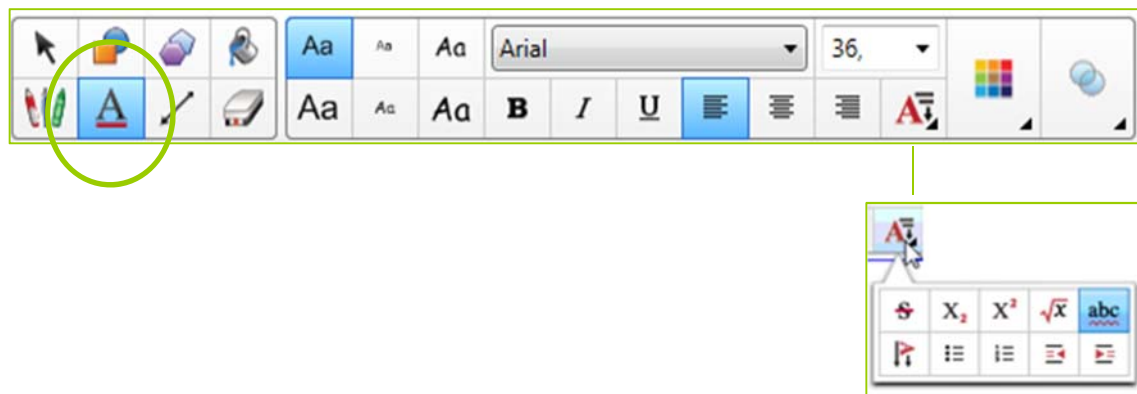 Aa Aa Aa Arial 36,
A Aa Aa Aa B I U A
A
S X₂ X² √x abc